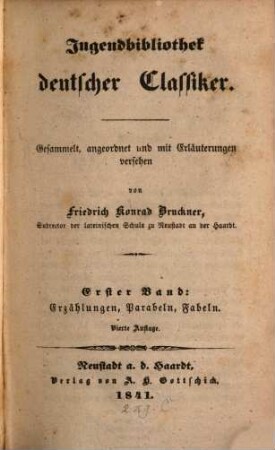 Jugendbibliothek
deutscher Classiker.
Gesammelt, angeordnet und mit Erläuterungen
versehen
von
Friedrich Konrad Bruckner,
Subrector der lateinischen Schule zu Neustadt an der Haardt.
Erster Band:
Erzählungen, Parabeln, Fabeln.
Vierte Auflage.
Neustadt a. d. Haardt,
Verlag von A. H. Gottschick.
1841.